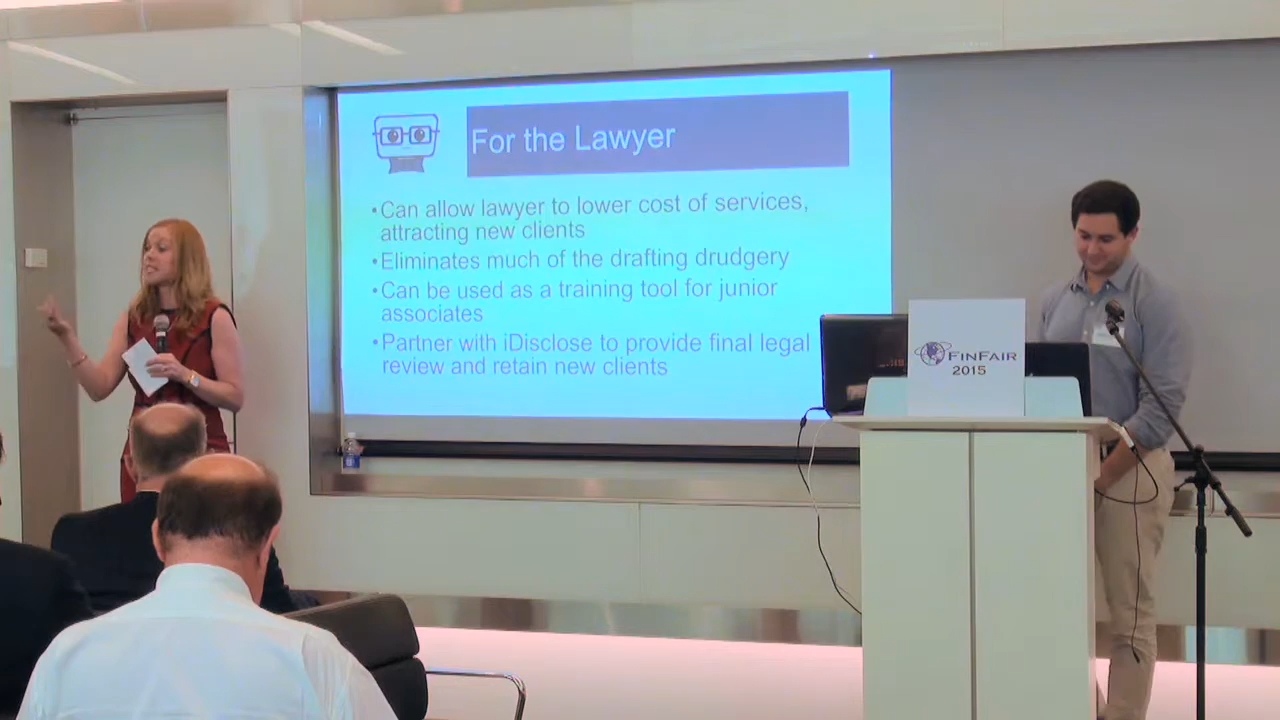 For the Lawyer
•Can allow lawyer to lower cost of services,
attracting new clients
•Eliminates much of the drafting drudgery
•Can be used as a training tool for junior
associates
•Partner with iDisclose to provide final legal
review and retain new clients
FINFAIR
2015